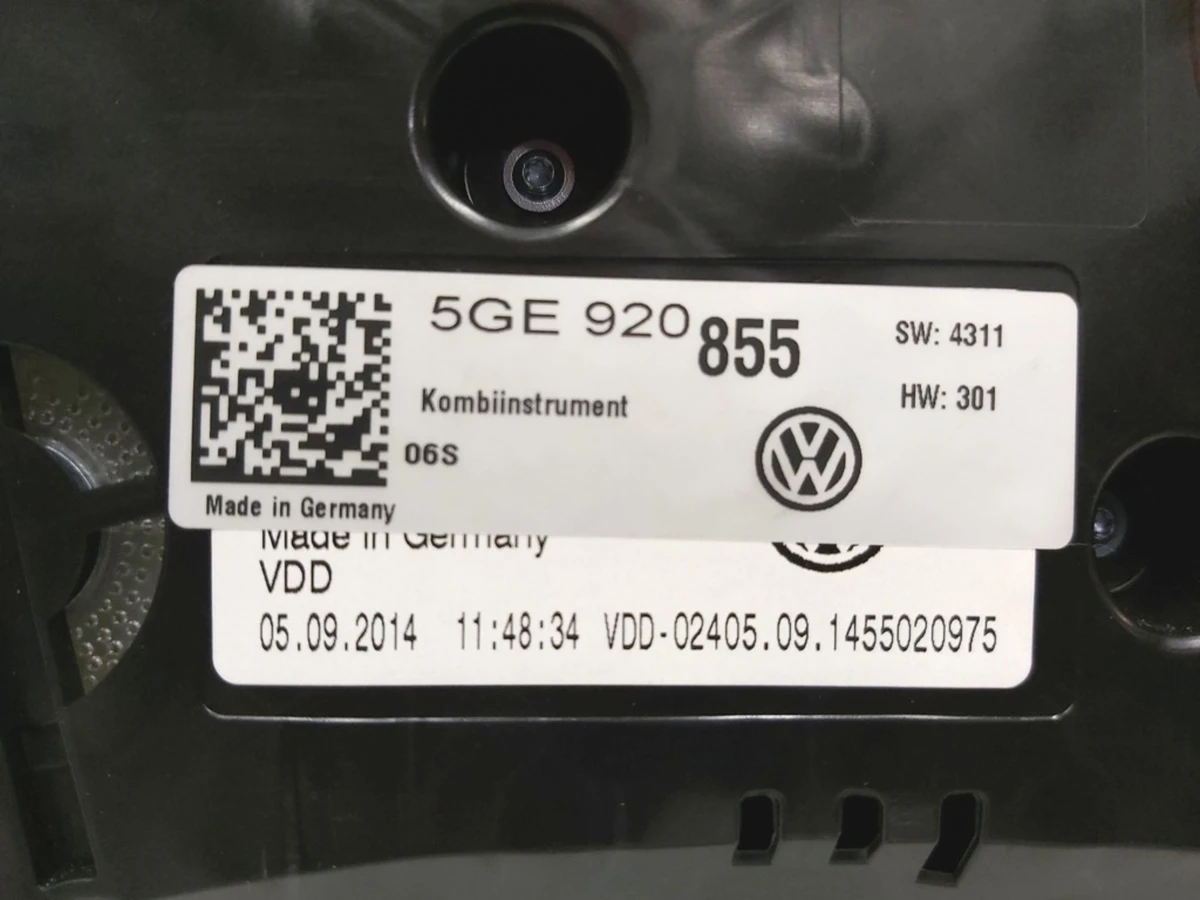 5GE 920 855
SW: 4311
Kombiinstrument
HW: 301
06S
Made in Germany
Made in Germany
VDD
05.09.2014 11:48:34 VDD-02405.09.1455020975